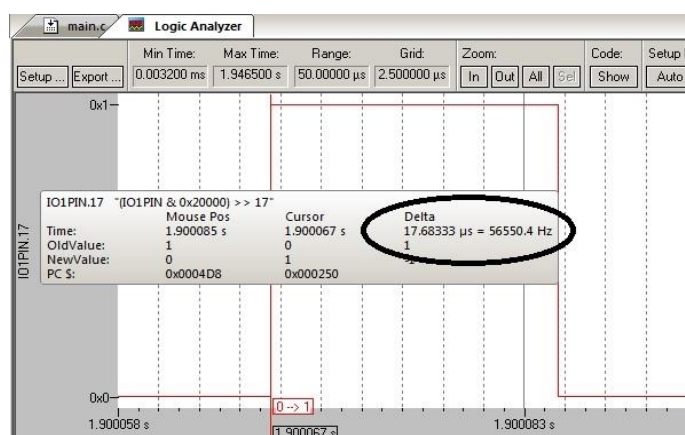 main.c Logic Analyzer
Min Time: Max Time: Range: Grid: Zoom: Code: Setup
Setup ... Export ... 0.003200 ms 1.946500 s 50.00000 µs 2.500000 µs In Out All Sel Show Auto
0x1
IO1PIN.17 "(IO1PIN & 0x20000) >> 17"
Mouse Pos Cursor Delta
Time: 1.900085 s 1.900067 s 17.68333 µs = 56550.4 Hz
OldValue: 1 0 1
NewValue: 0 1
PC $: 0x0004D8 0x000250
IO1PIN.17
0x0
0 --> 1
1.900058 s 1.900067 s 1.900083 s